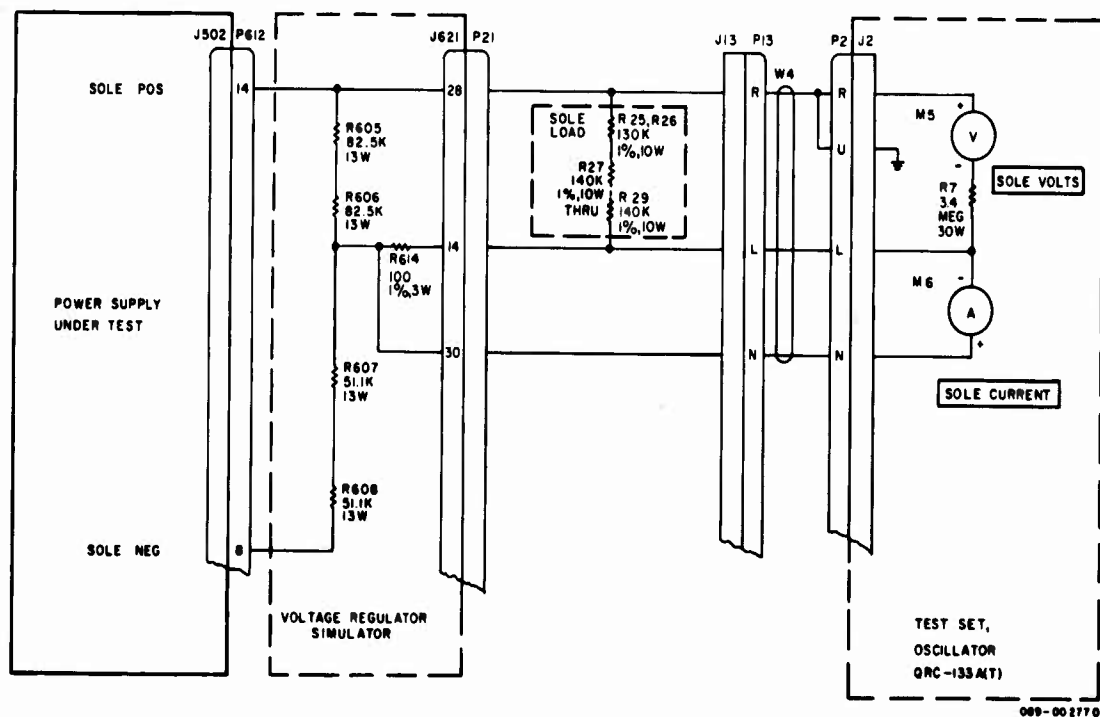 J502 P612
J621 P21
J13 P13
P2 J2
W4
SOLE POS
14
28
R
R
U
R605
82.5K
13W
R606
82.5K
13W
SOLE
LOAD
R25,R26
130K
1%,10W
R27
140K
1%,10W
THRU
R29
140K
1%,10W
M5
+
V
-
SOLE VOLTS
R7
3.4
MEG
30W
14
R614
100
1%,3W
L
L
M6
-
A
+
POWER SUPPLY
UNDER TEST
30
N
N
R607
51.1K
13W
SOLE CURRENT
R608
51.1K
13W
SOLE NEG
8
VOLTAGE REGULATOR
SIMULATOR
TEST SET,
OSCILLATOR
QRC-133A(T)
089-002770